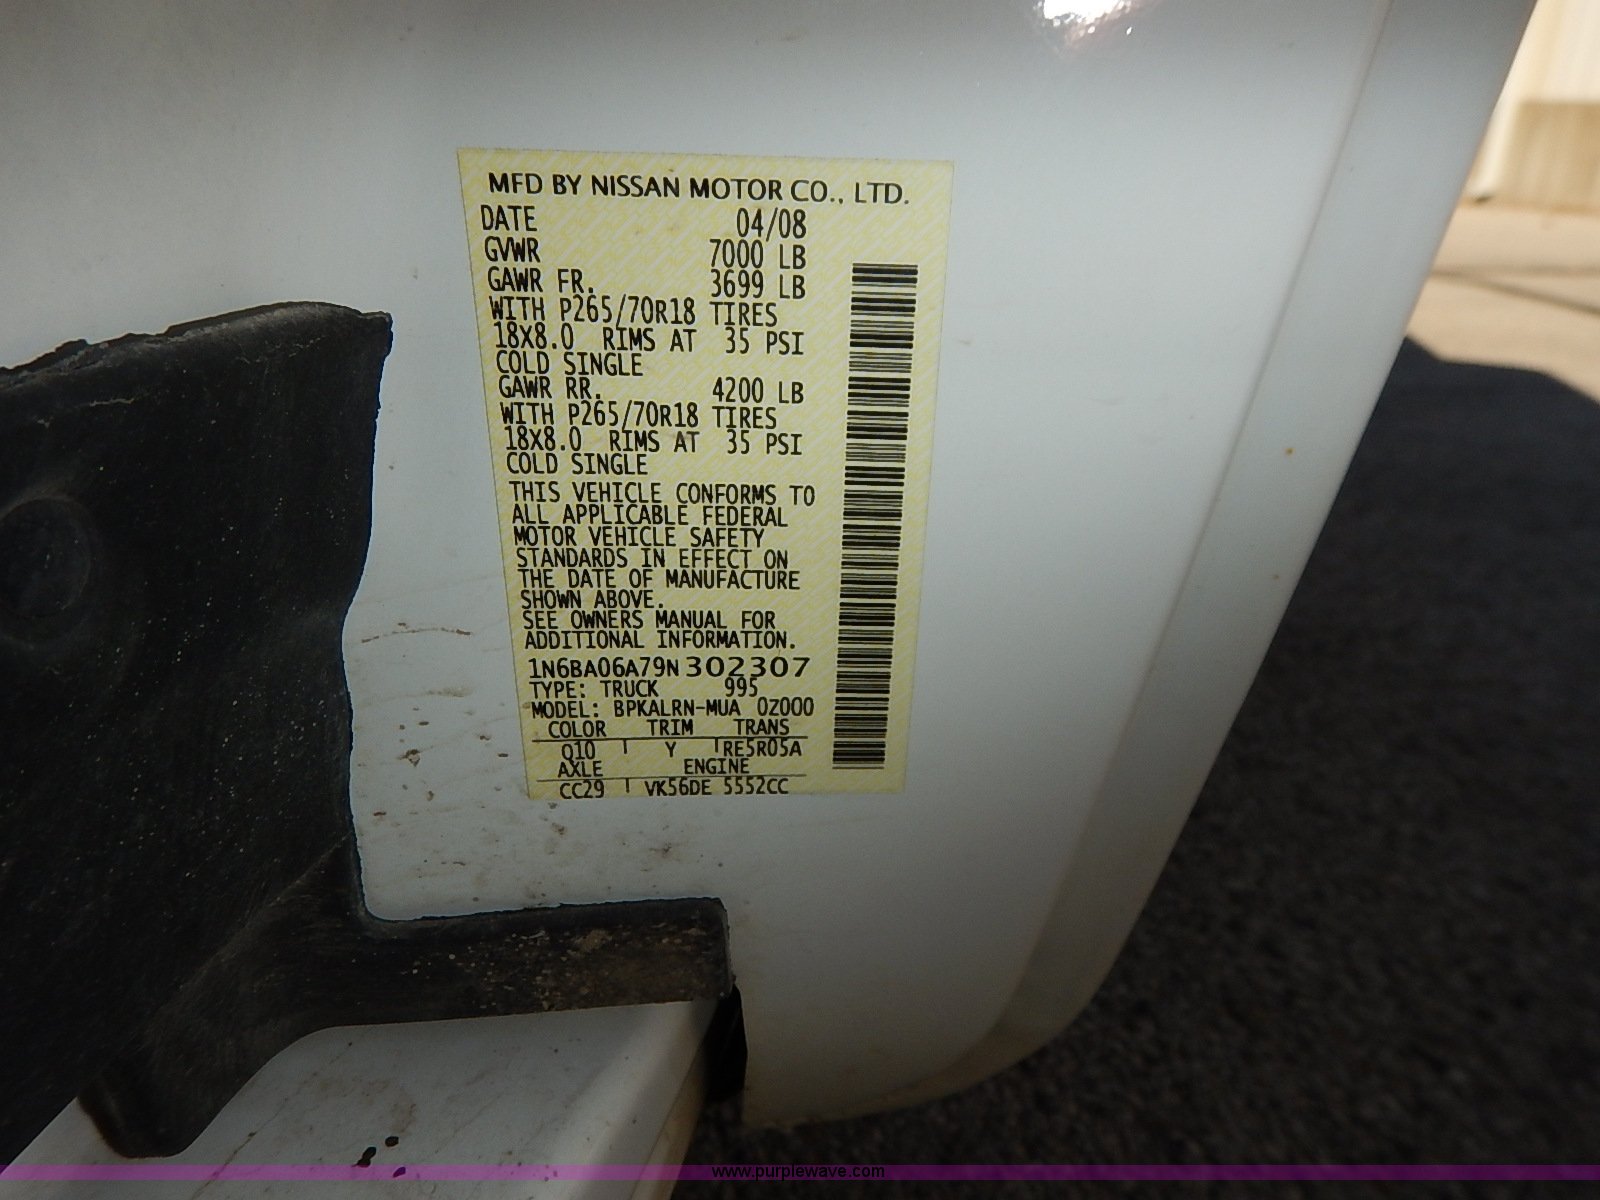 MFD BY NISSAN MOTOR CO., LTD.
DATE 04/08
GVWR 7000 LB
GAWR FR. 3699 LB
WITH P265/70R18 TIRES
18X8.0 RIMS AT 35 PSI
COLD SINGLE
GAWR RR. 4200 LB
WITH P265/70R18 TIRES
18X8.0 RIMS AT 35 PSI
COLD SINGLE
THIS VEHICLE CONFORMS TO
ALL APPLICABLE FEDERAL
MOTOR VEHICLE SAFETY
STANDARDS IN EFFECT ON
THE DATE OF MANUFACTURE
SHOWN ABOVE.
SEE OWNERS MANUAL FOR
ADDITIONAL INFORMATION.
1N6BA06A79N302307
TYPE: TRUCK 995
MODEL: BPKALRN-MUA 0Z000
COLOR TRIM TRANS
Q10 Y RE5R05A
AXLE ENGINE
CC29 VK56DE 5552CC
www.purplewave.com